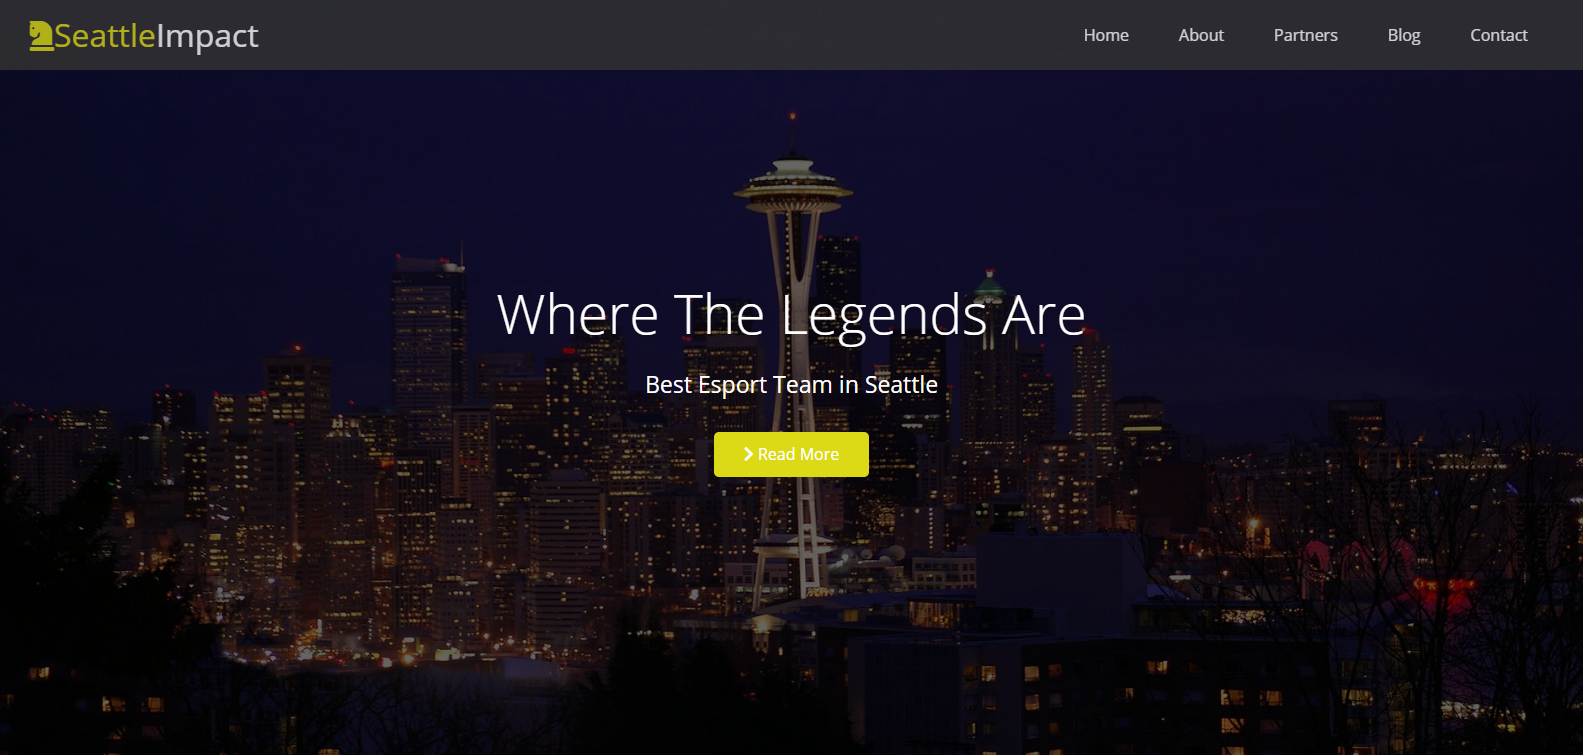 SeattleImpact
Home About Partners Blog Contact
Where The Legends Are
Best Esport Team in Seattle
Read More